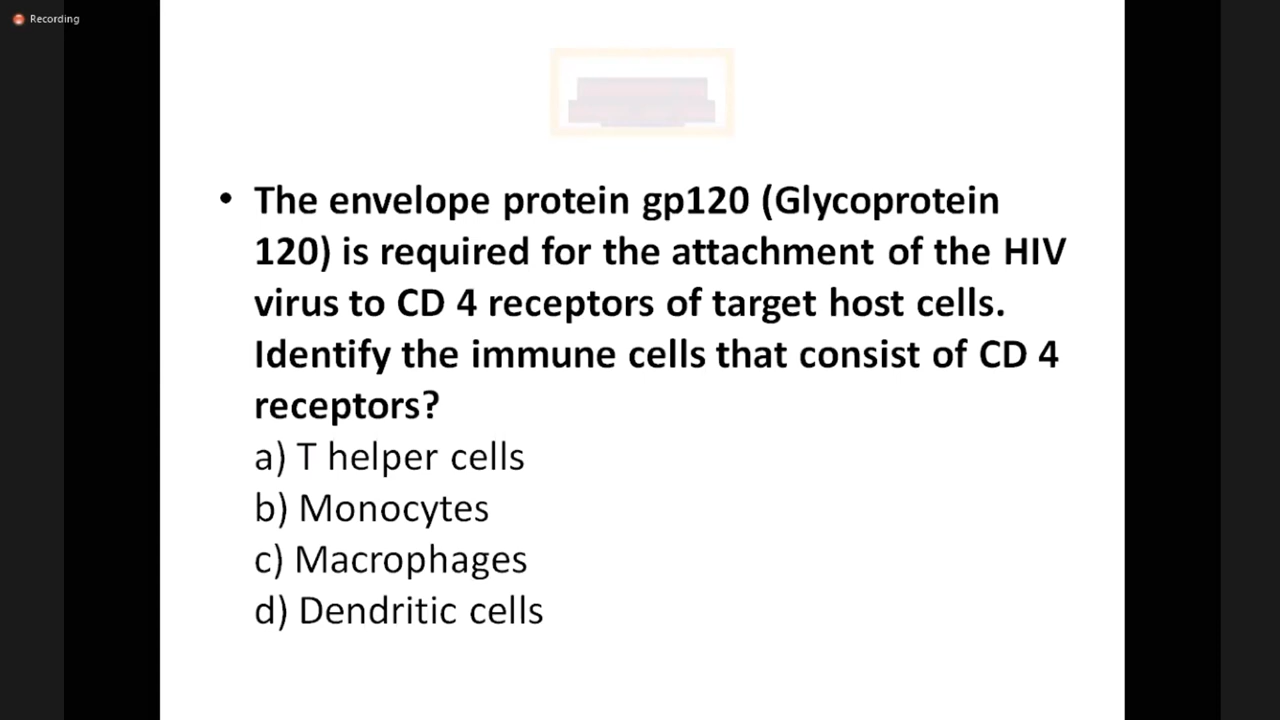 Recording
• The envelope protein gp120 (Glycoprotein
120) is required for the attachment of the HIV
virus to CD 4 receptors of target host cells.
Identify the immune cells that consist of CD 4
receptors?
a) T helper cells
b) Monocytes
c) Macrophages
d) Dendritic cells